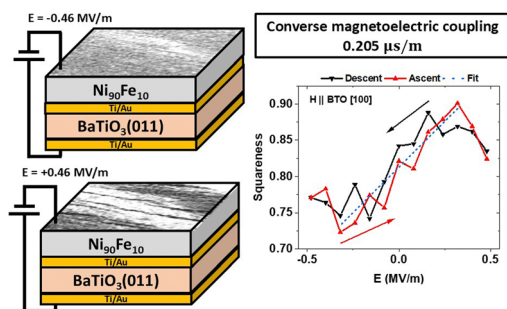 E = -0.46 MV/m
Ni90Fe10
Ti/Au
BaTiO3(011)
Ti/Au
E = +0.46 MV/m
Ni90Fe10
Ti/Au
BaTiO3(011)
Ti/Au
Converse magnetoelectric coupling
0.205 μs/m
Descent Ascent Fit
H || BTO [100]
Squareness
0.90
0.85
0.80
0.75
0.70
-0.5 0.0 0.5
E (MV/m)